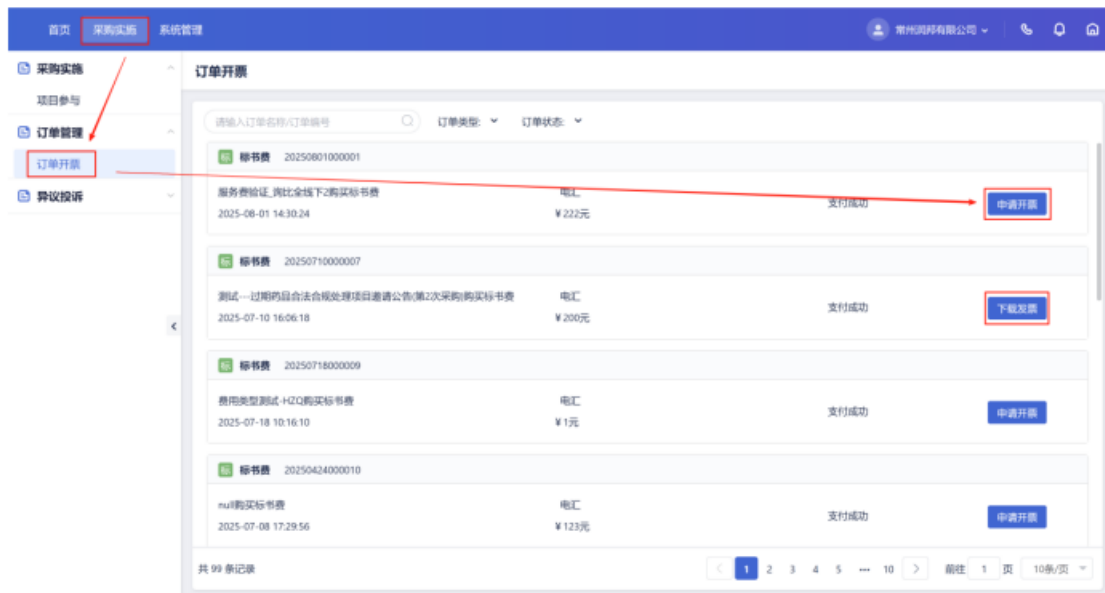 首页 采购实施 系统管理 常州润邦有限公司
采购实施
项目参与
订单管理
订单开票
异议投诉
订单开票
请输入订单名称/订单编号 订单类型: 订单状态:
标 标书费 20250801000001
服务费验证_询比全线下2购买标书费 电汇
2025-08-01 14:30:24 ¥222元
支付成功 申请开票
标 标书费 20250710000007
测试---过期药品合法合规处理项目邀请公告(第2次采购)购买标书费 电汇
2025-07-10 16:06:18 ¥200元
支付成功 下载发票
标 标书费 20250718000009
费用类型测试-HZQ购买标书费 电汇
2025-07-18 10:16:10 ¥1元
支付成功 申请开票
标 标书费 20250424000010
null购买标书费 电汇
2025-07-08 17:29:56 ¥123元
支付成功 申请开票
共 99 条记录 1 2 3 4 5 ... 10 前往 1 页 10条/页